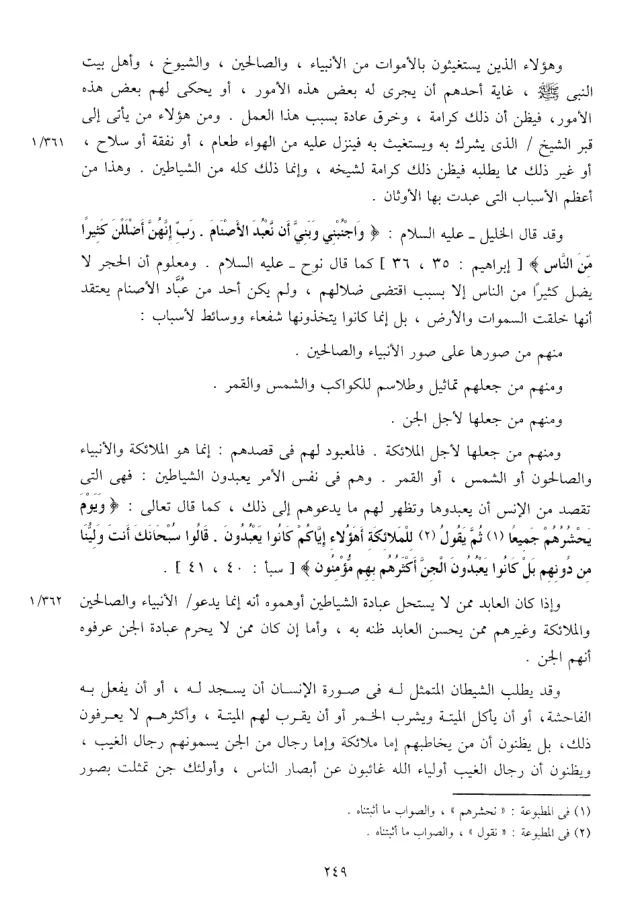 وهؤلاء الذين يستغيثون بالأموات من الأنبياء ، والصالحين ، والشيوخ ، وأهل بيت
النبى ﷺ ، غاية أحدهم أن يجرى له بعض هذه الأمور ، أو يحكى لهم بعض هذه
الأمور، فيظن أن ذلك كرامة ، وخرق عادة بسبب هذا العمل . ومن هؤلاء من يأتى إلى
قبر الشيخ / الذى يشرك به ويستغيث به فينزل عليه من الهواء طعام ، أو نفقة أو سلاح ،
١/٣٦١
أو غير ذلك مما يطلبه فيظن ذلك كرامة لشيخه ، وإنما ذلك كله من الشياطين . وهذا من
أعظم الأسباب التى عبدت بها الأوثان .
وقد قال الخليل ـ عليه السلام : ﴿ وَاجْنُبْنِي وَبَنِيَّ أَن نَّعْبُدَ الأَصْنَامَ . رَبِّ إِنَّهُنَّ أَضْلَلْنَ كَثِيرًا
مِّنَ النَّاسِ ﴾ [ إبراهيم : ٣٥ ، ٣٦ ] كما قال نوح ـ عليه السلام . ومعلوم أن الحجر لا
يضل كثيرًا من الناس إلا بسبب اقتضى ضلالهم ، ولم يكن أحد من عبَّاد الأصنام يعتقد
أنها خلقت السموات والأرض ، بل إنما كانوا يتخذونها شفعاء ووسائط لأسباب :
منهم من صورها على صور الأنبياء والصالحين .
ومنهم من جعلهم تماثيل وطلاسم للكواكب والشمس والقمر .
ومنهم من جعلها لأجل الجن .
ومنهم من جعلها لأجل الملائكة . فالمعبود لهم فى قصدهم : إنما هو الملائكة والأنبياء
والصالحون أو الشمس ، أو القمر . وهم فى نفس الأمر يعبدون الشياطين : فهى التى
تقصد من الإنس أن يعبدوها وتظهر لهم ما يدعوهم إلى ذلك ، كما قال تعالى : ﴿ وَيَوْمَ
يَحْشُرُهُمْ جَمِيعًا (١) ثُمَّ يَقُولُ (٢) لِلْمَلائِكَةِ أَهَؤُلاءِ إِيَّاكُمْ كَانُوا يَعْبُدُونَ . قَالُوا سُبْحَانَكَ أَنتَ وَلِيُّنَا
مِن دُونِهِم بَلْ كَانُوا يَعْبُدُونَ الْجِنَّ أَكْثَرُهُم بِهِم مُّؤْمِنُونَ ﴾ [ سبأ : ٤٠ ، ٤١ ] .
وإذا كان العابد ممن لا يستحل عبادة الشياطين أوهموه أنه إنما يدعو/ الأنبياء والصالحين
١/٣٦٢
والملائكة وغيرهم ممن يحسن العابد ظنه به ، وأما إن كان ممن لا يحرم عبادة الجن عرفوه
أنهم الجن .
وقد يطلب الشيطان المتمثل له فى صورة الإنسان أن يسجد له ، أو أن يفعل به
الفاحشة، أو أن يأكل الميتة ويشرب الخمر أو أن يقرب لهم الميتة ، وأكثرهم لا يعرفون
ذلك، بل يظنون أن من يخاطبهم إما ملائكة وإما رجال من الجن يسمونهم رجال الغيب ،
ويظنون أن رجال الغيب أولياء الله غائبون عن أبصار الناس ، وأولئك جن تمثلت بصور
(١) فى المطبوعة : « نحشرهم » ، والصواب ما أثبتناه .
(٢) فى المطبوعة : « نقول » ، والصواب ما أثبتناه .
٢٤٩